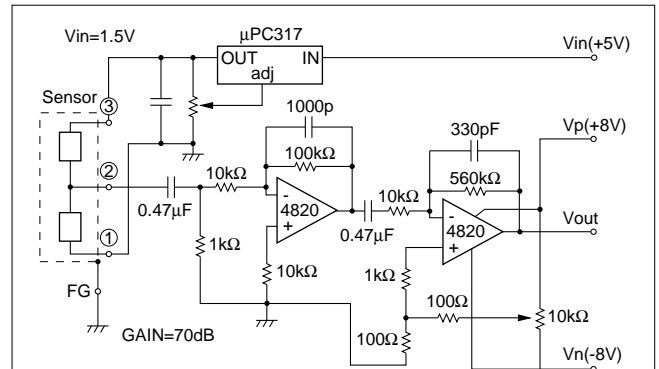 Vin=1.5V
μPC317
OUT IN
adj
Vin(+5V)
Sensor
③
1000p
100kΩ
330pF
560kΩ
Vp(+8V)
②
10kΩ
0.47μF
-
+
4820
10kΩ
0.47μF
-
+
4820
Vout
①
1kΩ
10kΩ
1kΩ
100Ω
100Ω
10kΩ
FG
GAIN=70dB
Vn(-8V)